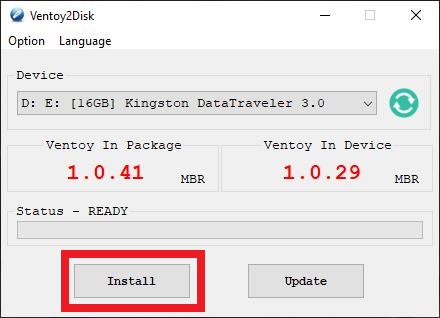 Ventoy2Disk
Option Language
Device
D: E: [16GB] Kingston DataTraveler 3.0
Ventoy In Package Ventoy In Device
1.0.41 MBR 1.0.29 MBR
Status - READY
Install Update